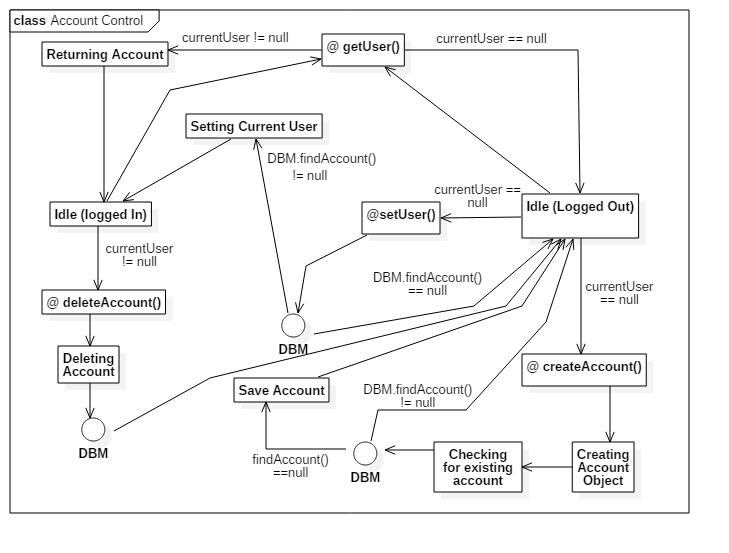 class Account Control
currentUser != null
@ getUser()
currentUser == null
Returning Account
Setting Current User
DBM.findAccount()
!= null
currentUser ==
null
Idle (logged In)
@setUser()
Idle (Logged Out)
currentUser
!= null
DBM.findAccount()
== null
currentUser
== null
@ deleteAccount()
DBM
Deleting
Account
@ createAccount()
Save Account
DBM.findAccount()
!= null
DBM
findAccount()
==null
DBM
Checking
for existing
account
Creating
Account
Object